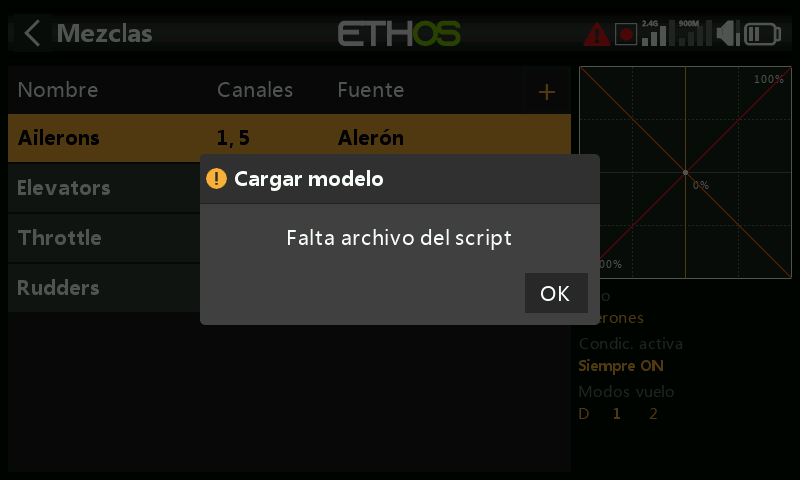 Mezclas
ETHOS
2.4G
900M
Nombre Canales Fuente +
100%
Ailerons 1, 5 Alerón
Cargar modelo
Elevators
0%
Falta archivo del script
Throttle
00%
Rudders
OK
o
erones
Condic. activa
Siempre ON
Modos vuelo
D 1 2